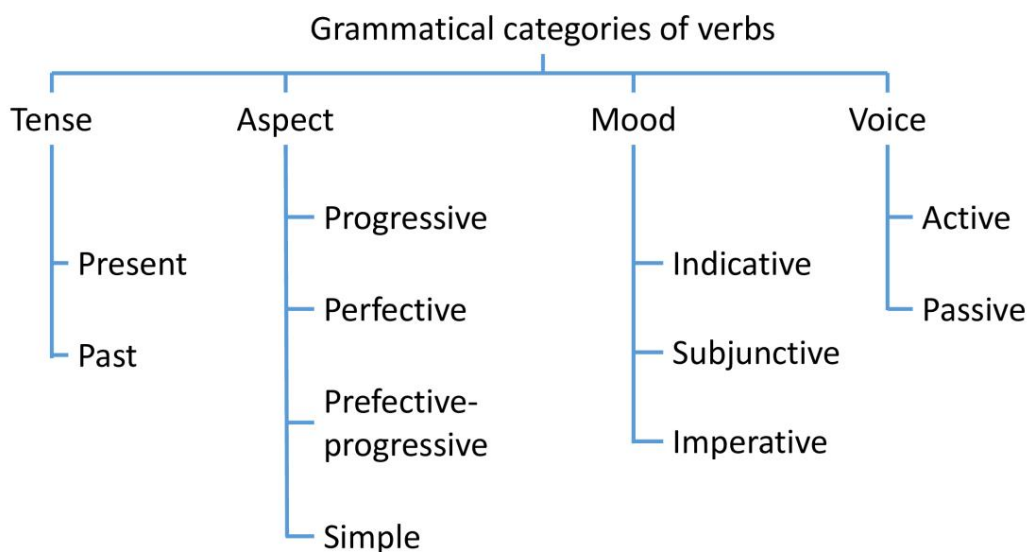 Grammatical categories of verbs
Tense
Aspect
Mood
Voice
Present
Past
Progressive
Perfective
Prefective-
progressive
Simple
Indicative
Subjunctive
Imperative
Active
Passive